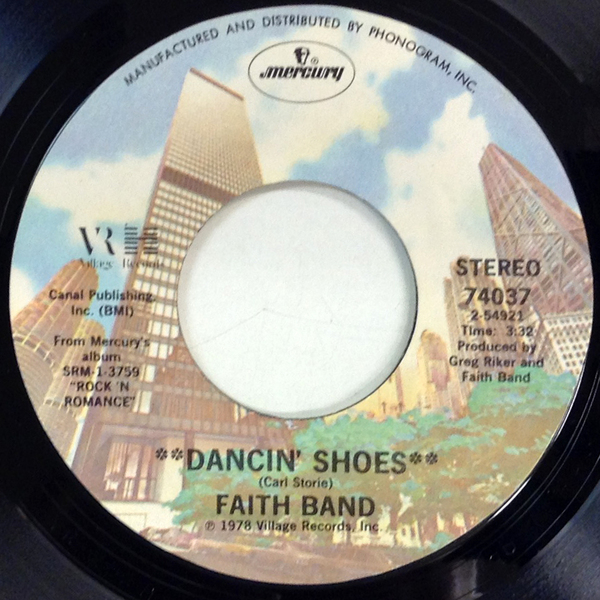 MANUFACTURED AND DISTRIBUTED BY PHONOGRAM, INC.
mercury®
VR
Village Records
Canal Publishing,
Inc. (BMI)
From Mercury's
album
SRM-1-3759
"ROCK 'N
ROMANCE"
STEREO
74037
2-54921
Time: 3:32
Produced by
Greg Riker and
Faith Band
**DANCIN' SHOES**
(Carl Storie)
FAITH BAND
℗ 1978 Village Records, Inc.